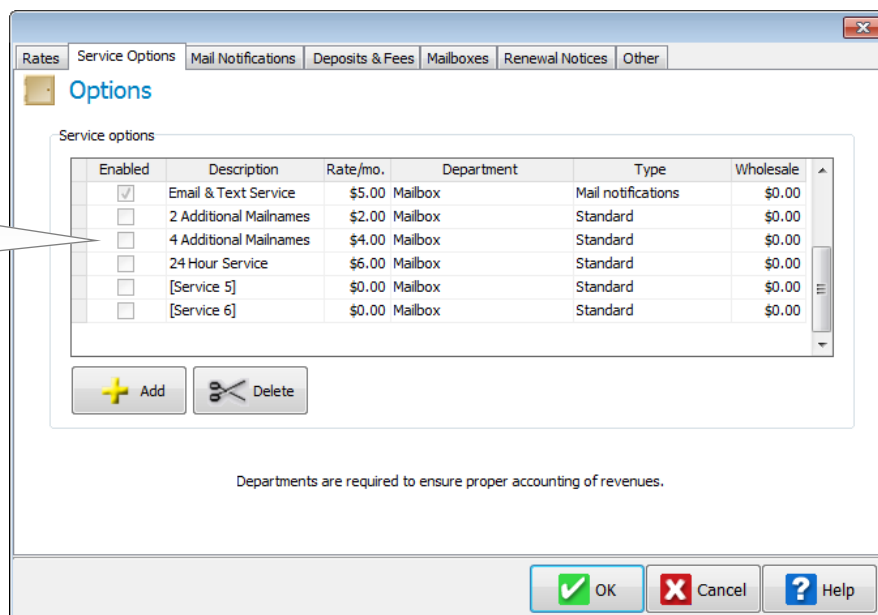 Rates Service Options Mail Notifications Deposits & Fees Mailboxes Renewal Notices Other
Options
Service options
Enabled Description Rate/mo. Department Type Wholesale
Email & Text Service $5.00 Mailbox Mail notifications $0.00
2 Additional Mailnames $2.00 Mailbox Standard $0.00
4 Additional Mailnames $4.00 Mailbox Standard $0.00
24 Hour Service $6.00 Mailbox Standard $0.00
[Service 5] $0.00 Mailbox Standard $0.00
[Service 6] $0.00 Mailbox Standard $0.00
Add Delete
Departments are required to ensure proper accounting of revenues.
OK Cancel Help